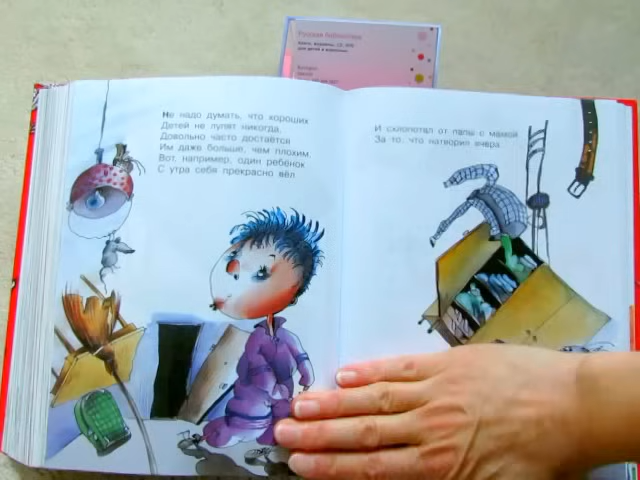 Русская библиотека
Не надо думать, что хороших
Детей не лупят никогда,
Довольно часто достаётся
Им даже больше, чем плохим.
Вот, например, один ребёнок
С утра себя прекрасно вёл
И схлопотал от папы с мамой
За то, что натворил вчера.